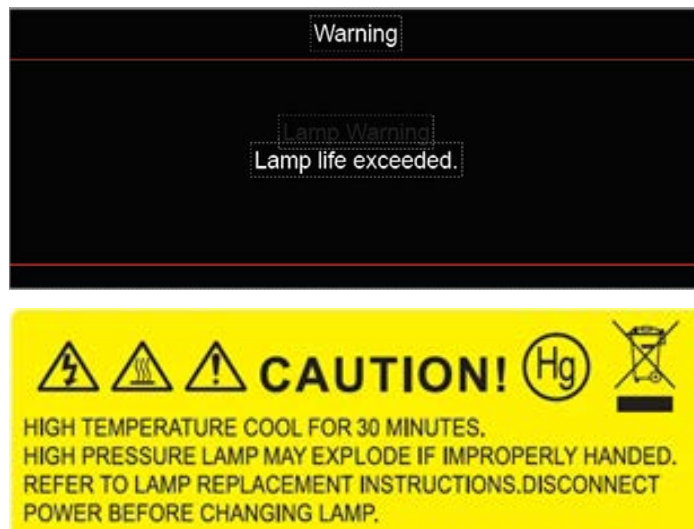 Warning
Lamp Warning
Lamp life exceeded.
CAUTION! Hg
HIGH TEMPERATURE COOL FOR 30 MINUTES.
HIGH PRESSURE LAMP MAY EXPLODE IF IMPROPERLY HANDED.
REFER TO LAMP REPLACEMENT INSTRUCTIONS.DISCONNECT
POWER BEFORE CHANGING LAMP.